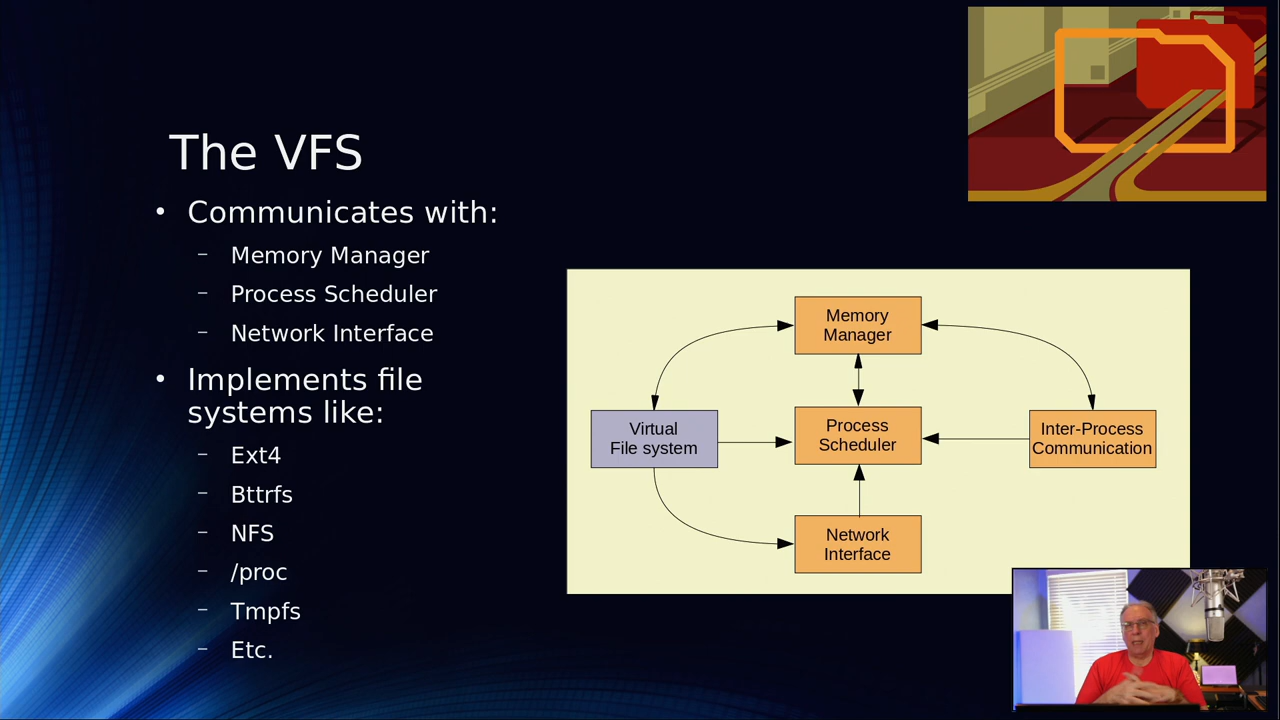 The VFS
• Communicates with:
– Memory Manager
– Process Scheduler
– Network Interface
• Implements file
systems like:
– Ext4
– Bttrfs
– NFS
– /proc
– Tmpfs
– Etc.
Memory
Manager
Virtual
File system
Process
Scheduler
Inter-Process
Communication
Network
Interface